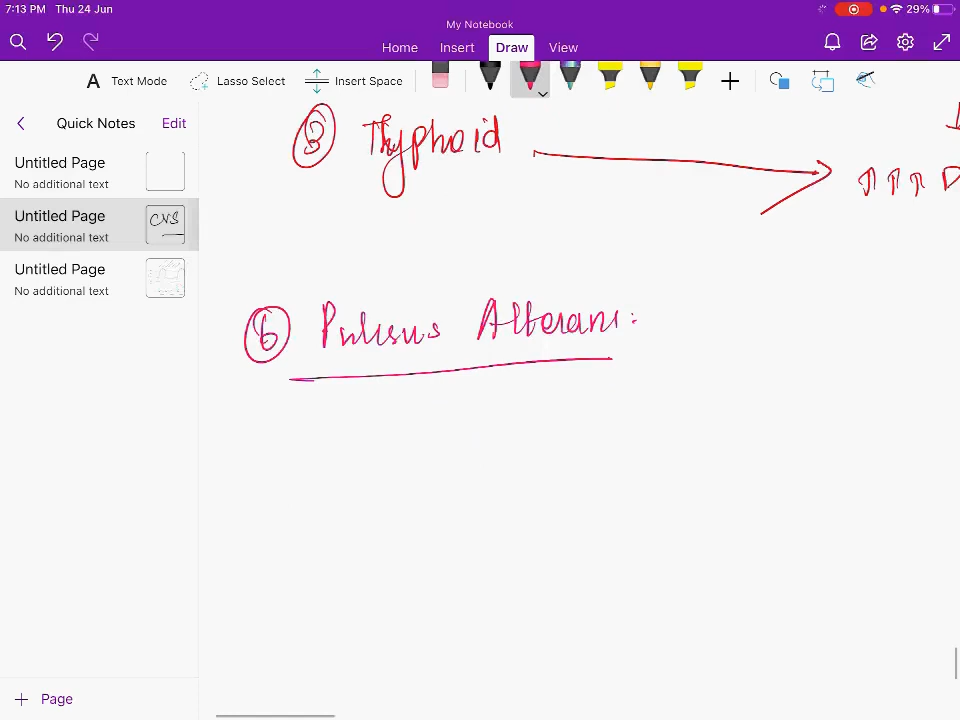 7:13 PM Thu 24 Jun 29%
My Notebook
Home Insert Draw View
Text Mode Lasso Select Insert Space
Quick Notes Edit
Untitled Page
No additional text
Untitled Page
No additional text
CNS
Untitled Page
No additional text
Page
③ Thyphoid
↑↑↑ D
⑥ Pulsus Alterans: